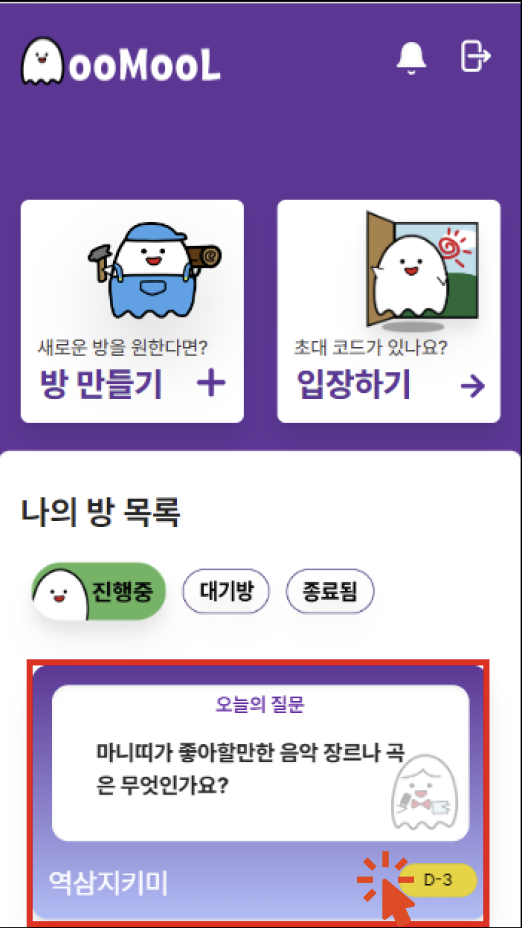 ooMooL
새로운 방을 원한다면?
방 만들기 +
초대 코드가 있나요?
입장하기 →
나의 방 목록
진행중
대기방
종료됨
오늘의 질문
마니띠가 좋아할만한 음악 장르나 곡
은 무엇인가요?
역삼지키미
D-3